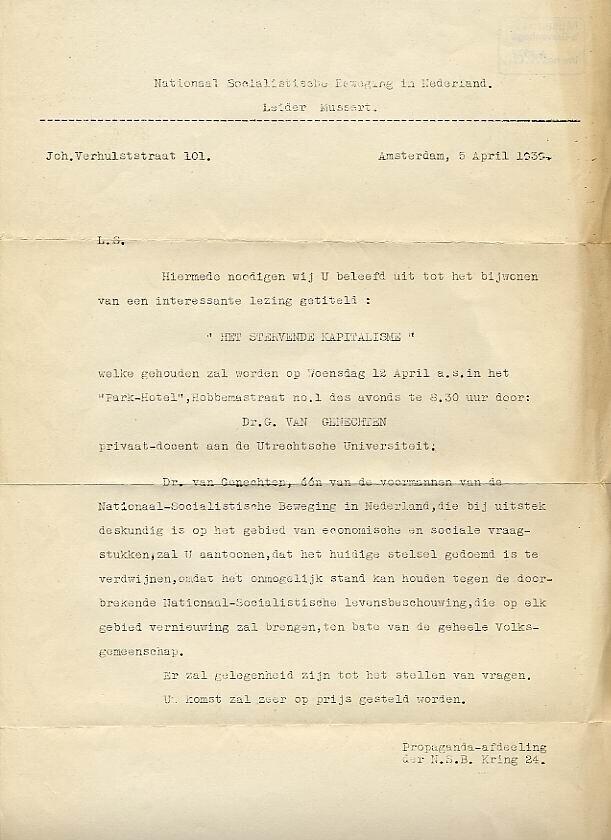 Nationaal Socialistische Beweging in Nederland.
Leider Mussert.
Joh.Verhulststraat 101.
Amsterdam, 5 April 1939.
L.S.
Hiermede noodigen wij U beleefd uit tot het bijwonen
van een interessante lezing getiteld :
" HET STERVENDE KAPITALISME "
welke gehouden zal worden op Woensdag 12 April a.s.in het
"Park-Hotel",Hobbemastraat no.1 des avonds te 8.30 uur door:
Dr.G. VAN GENECHTEN
privaat-docent aan de Utrechtsche Universiteit.
Dr. van Genechten, één van de voormannen van de
Nationaal-Socialistische Beweging in Nederland,die bij uitstek
deskundig is op het gebied van economische en sociale vraag-
stukken,zal U aantoonen,dat het huidige stelsel gedoemd is te
verdwijnen,omdat het onmogelijk stand kan houden tegen de door-
brekende Nationaal-Socialistische levensbeschouwing,die op elk
gebied vernieuwing zal brengen,ten bate van de geheele Volks-
gemeenschap.
Er zal gelegenheid zijn tot het stellen van vragen.
Uw komst zal zeer op prijs gesteld worden.
Propaganda-afdeeling
der N.S.B. Kring 24.